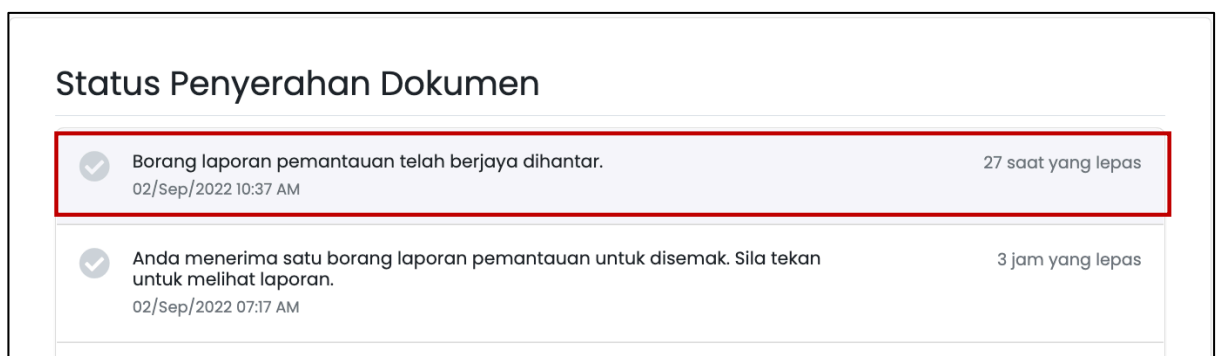 Status Penyerahan Dokumen
Borang laporan pemantauan telah berjaya dihantar.
27 saat yang lepas
02/Sep/2022 10:37 AM
Anda menerima satu borang laporan pemantauan untuk disemak. Sila tekan
untuk melihat laporan.
3 jam yang lepas
02/Sep/2022 07:17 AM